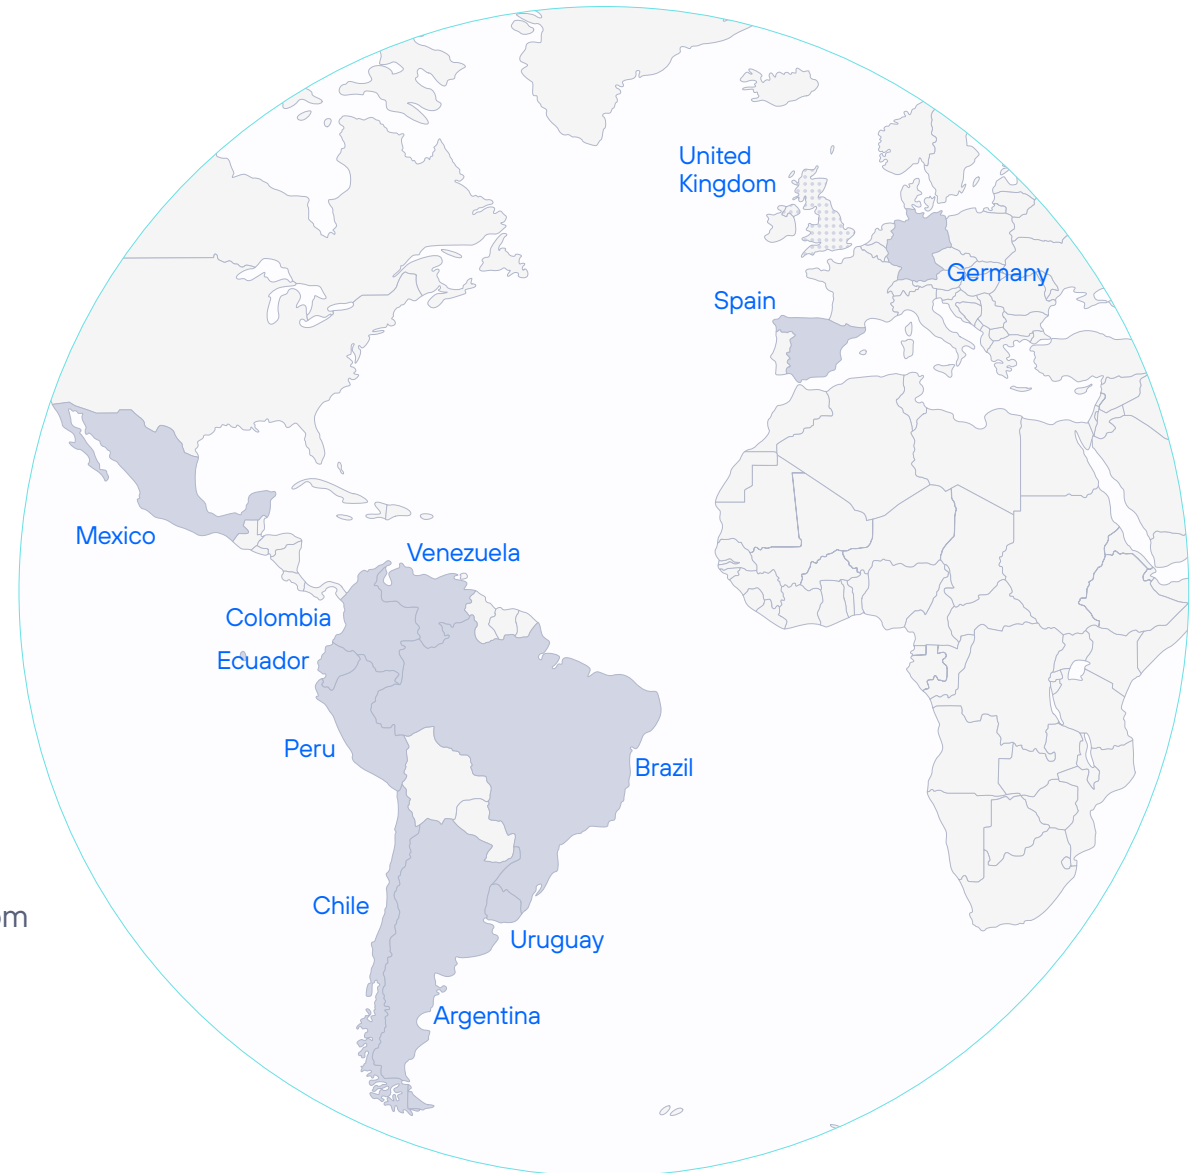 United
Kingdom
Germany
Spain
Mexico
Venezuela
Colombia
Ecuador
Peru
Brazil
Chile
Uruguay
Argentina